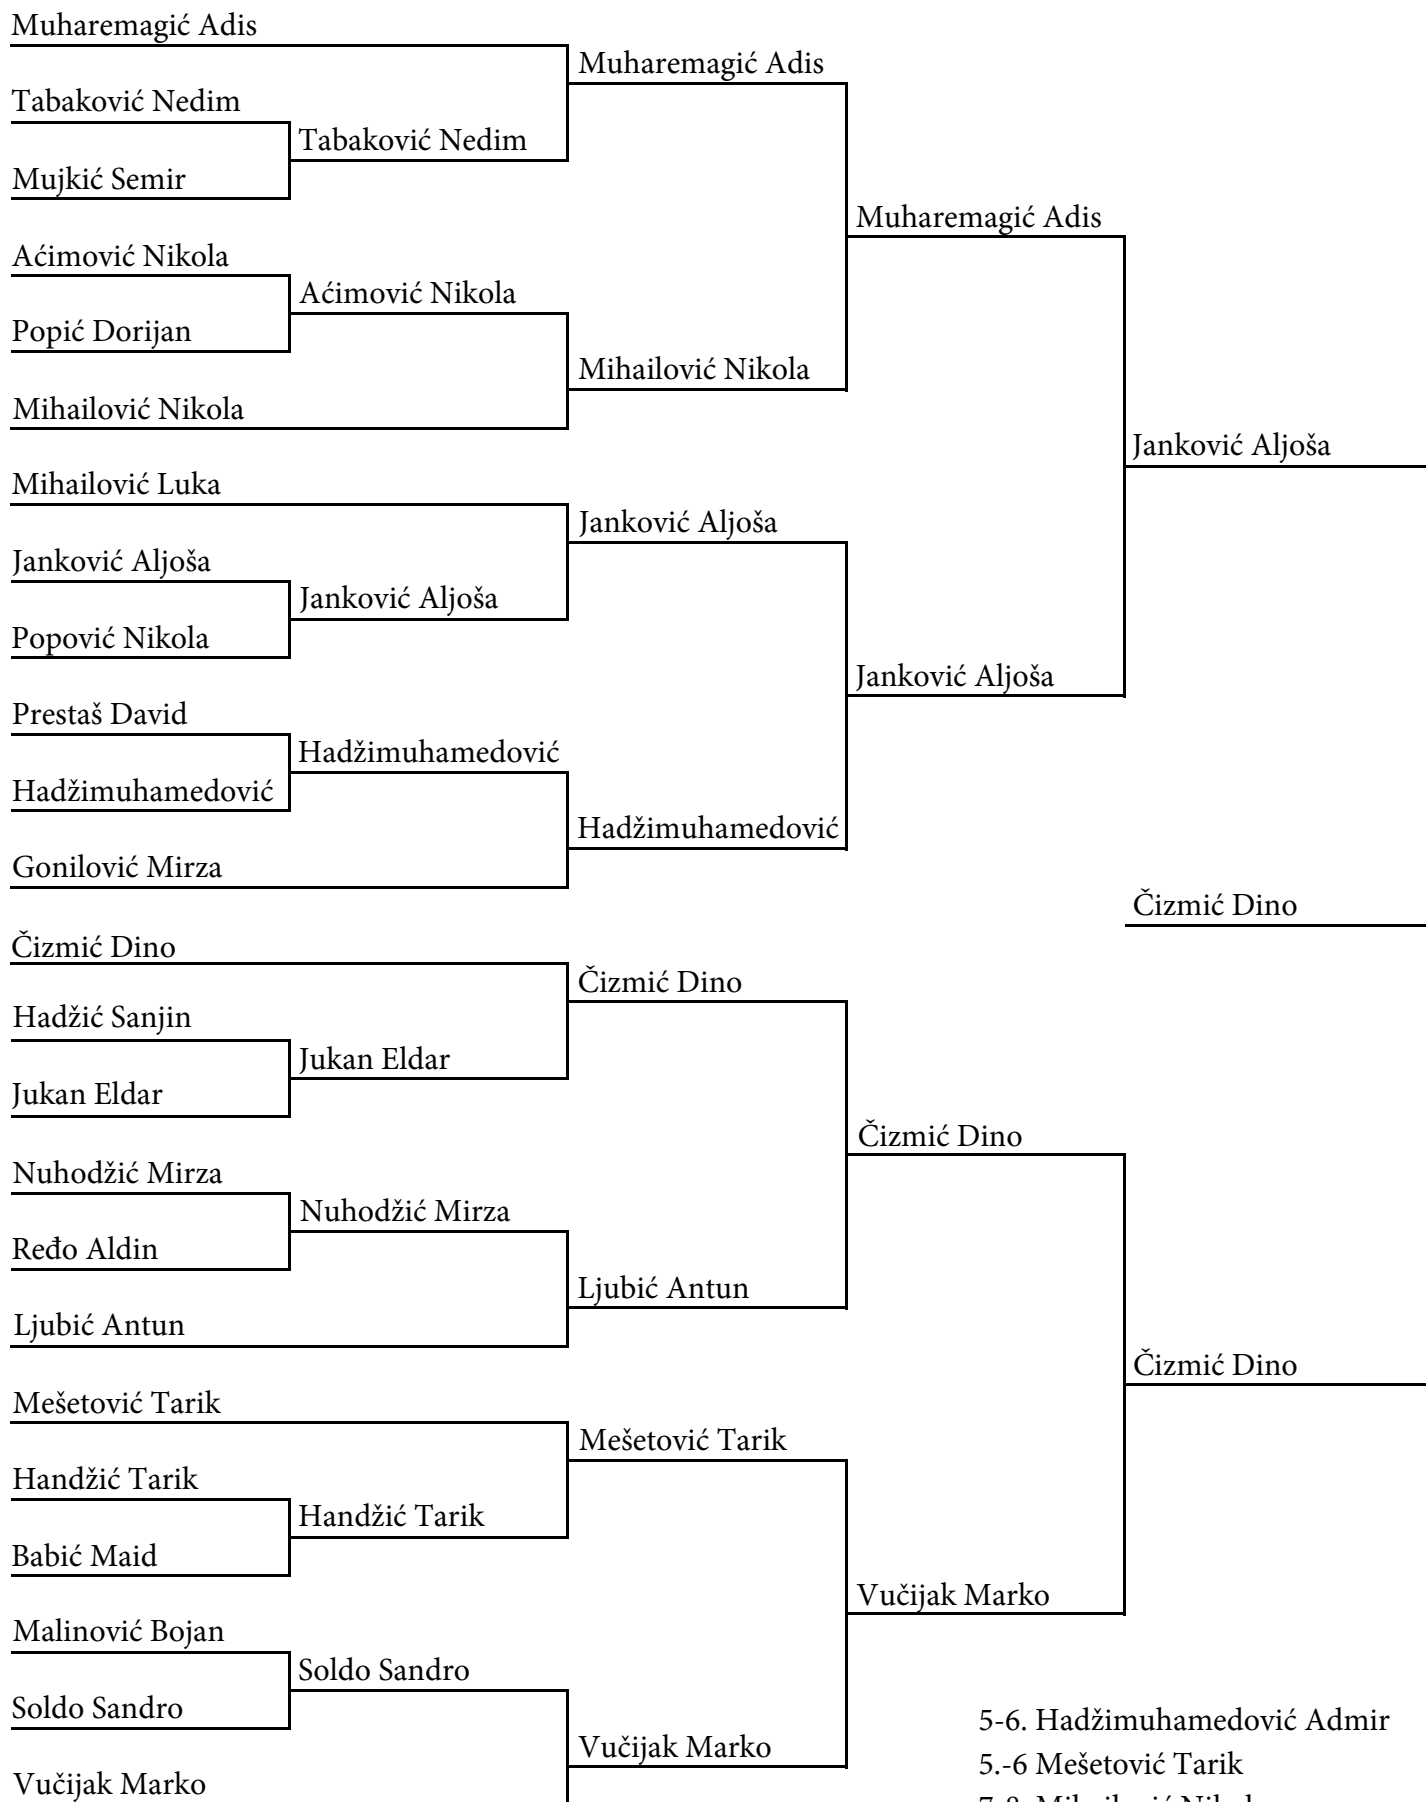 Muharemagić Adis
Tabaković Nedim
Mujkić Semir
Aćimović Nikola
Popić Dorijan
Mihailović Nikola
Mihailović Luka
Janković Aljoša
Popović Nikola
Prestaš David
Hadžimuhamedović
Gonilović Mirza
Čizmić Dino
Hadžić Sanjin
Jukan Eldar
Nuhodžić Mirza
Ređo Aldin
Ljubić Antun
Mešetović Tarik
Handžić Tarik
Babić Maid
Malinović Bojan
Soldo Sandro
Vučijak Marko
Tabaković Nedim
Aćimović Nikola
Janković Aljoša
Hadžimuhamedović
Jukan Eldar
Nuhodžić Mirza
Handžić Tarik
Soldo Sandro
Muharemagić Adis
Mihailović Nikola
Janković Aljoša
Hadžimuhamedović
Čizmić Dino
Ljubić Antun
Mešetović Tarik
Vučijak Marko
Muharemagić Adis
Janković Aljoša
Čizmić Dino
Vučijak Marko
Janković Aljoša
Čizmić Dino
Čizmić Dino
5-6. Hadžimuhamedović Admir
5.-6 Mešetović Tarik